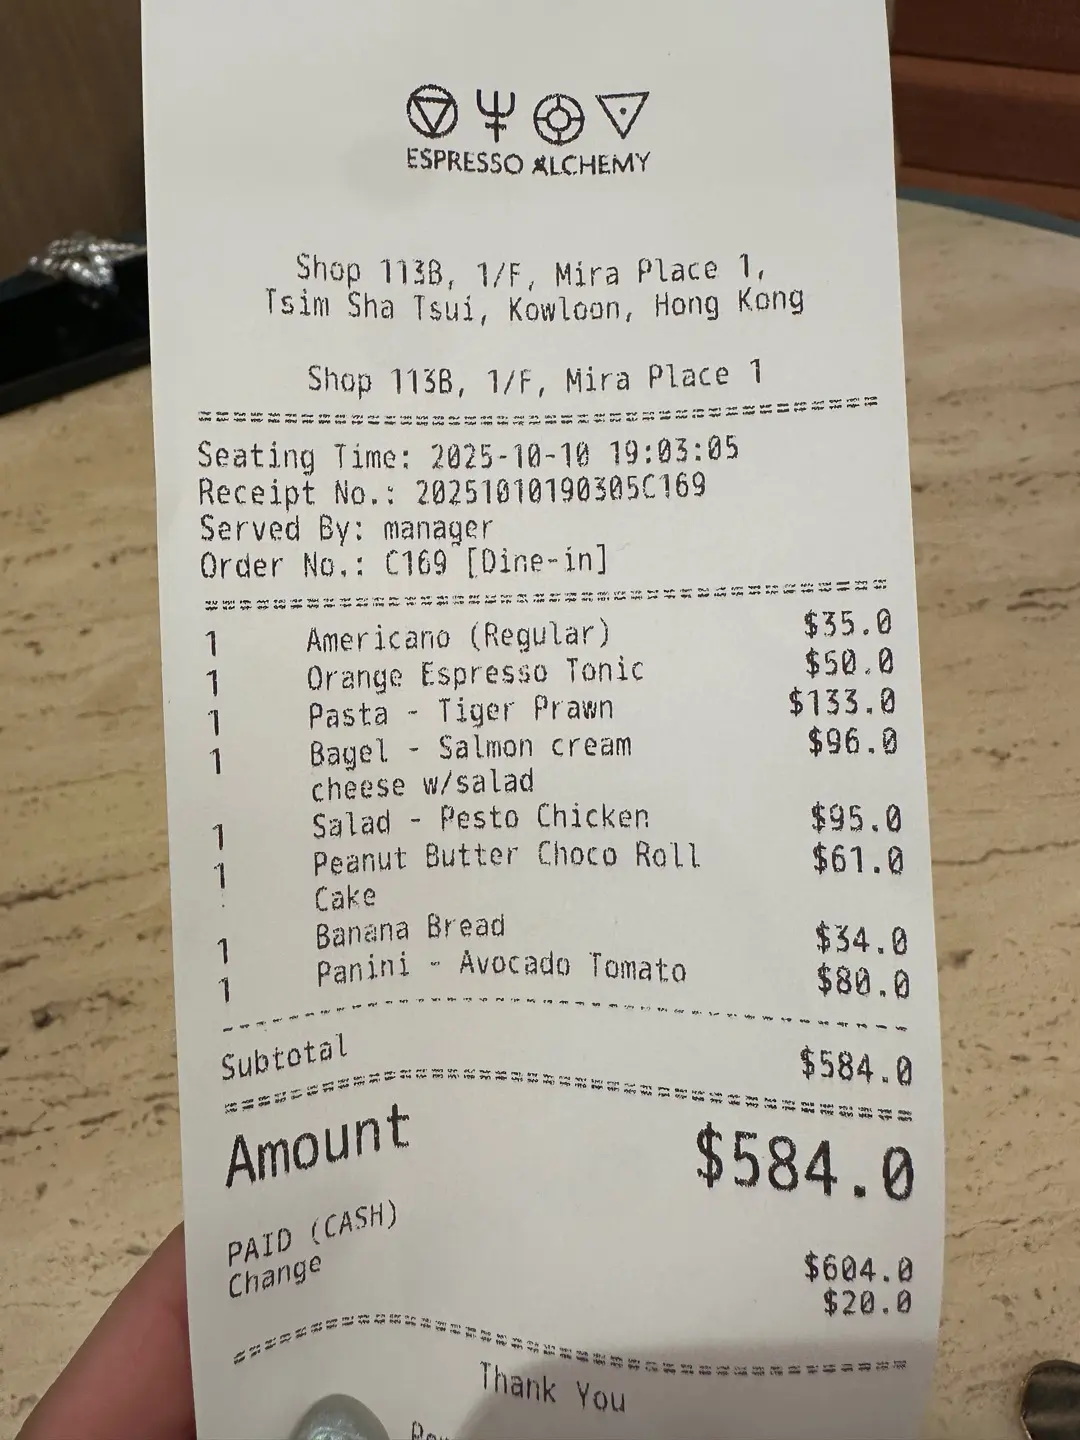 ESPRESSO ALCHEMY
Shop 113B, 1/F, Mira Place 1,
Tsim Sha Tsui, Kowloon, Hong Kong
Shop 113B, 1/F, Mira Place 1
Seating Time: 2025-10-10 19:03:05
Receipt No.: 20251010190305C169
Served By: manager
Order No.: C169 [Dine-in]
1 Americano (Regular) $35.0
1 Orange Espresso Tonic $50.0
1 Pasta - Tiger Prawn $133.0
1 Bagel - Salmon cream $96.0
cheese w/salad
1 Salad - Pesto Chicken $95.0
1 Peanut Butter Choco Roll $61.0
Cake
1 Banana Bread $34.0
1 Panini - Avocado Tomato $80.0
Subtotal $584.0
Amount $584.0
PAID (CASH) $604.0
Change $20.0
Thank You